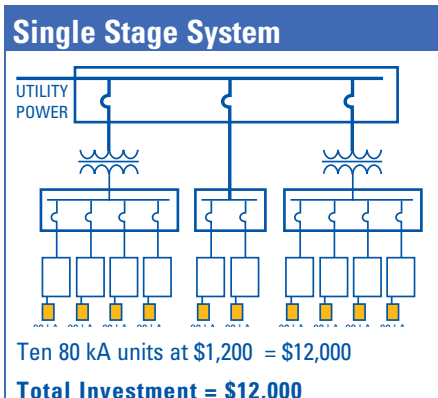 Single Stage System
UTILITY
POWER
Ten 80 kA units at $1,200 = $12,000
Total Investment = $12,000